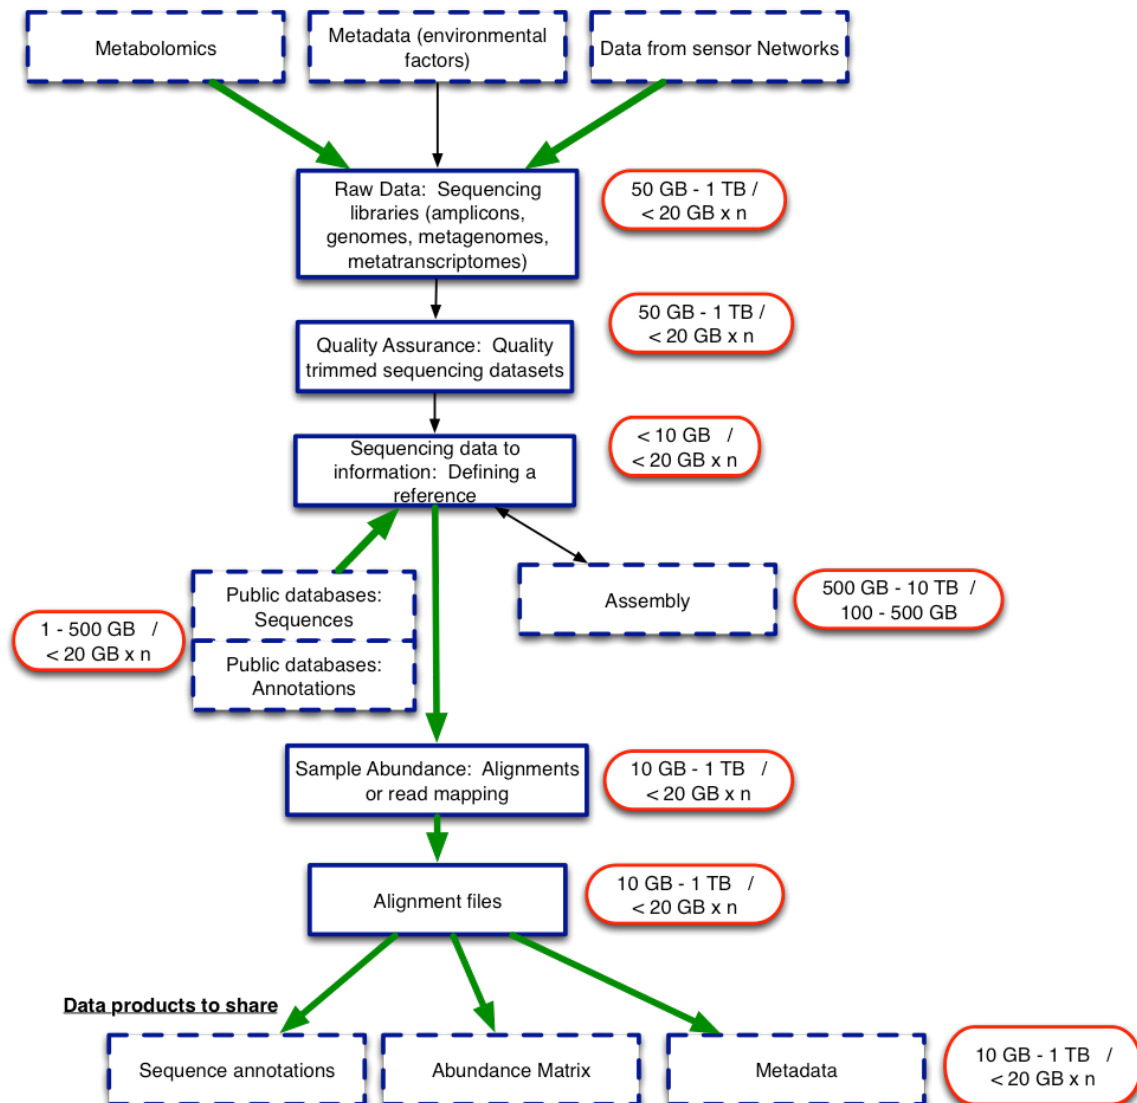 Metabolomics
Metadata (environmental
factors)
Data from sensor Networks
Raw Data:  Sequencing
libraries (amplicons,
genomes, metagenomes,
metatranscriptomes)
50 GB - 1 TB /
< 20 GB x n
Quality Assurance:  Quality
trimmed sequencing datasets
50 GB - 1 TB /
< 20 GB x n
Sequencing data to
information:  Defining a
reference
< 10 GB   /
< 20 GB x n
Public databases:
Sequences
Public databases:
Annotations
1 - 500 GB   /
< 20 GB x n
Assembly
500 GB - 10 TB  /
100 - 500 GB
Sample Abundance:  Alignments
or read mapping
10 GB - 1 TB   /
< 20 GB x n
Alignment files
10 GB - 1 TB   /
< 20 GB x n
Data products to share
Sequence annotations
Abundance Matrix
Metadata
10 GB - 1 TB   /
< 20 GB x n